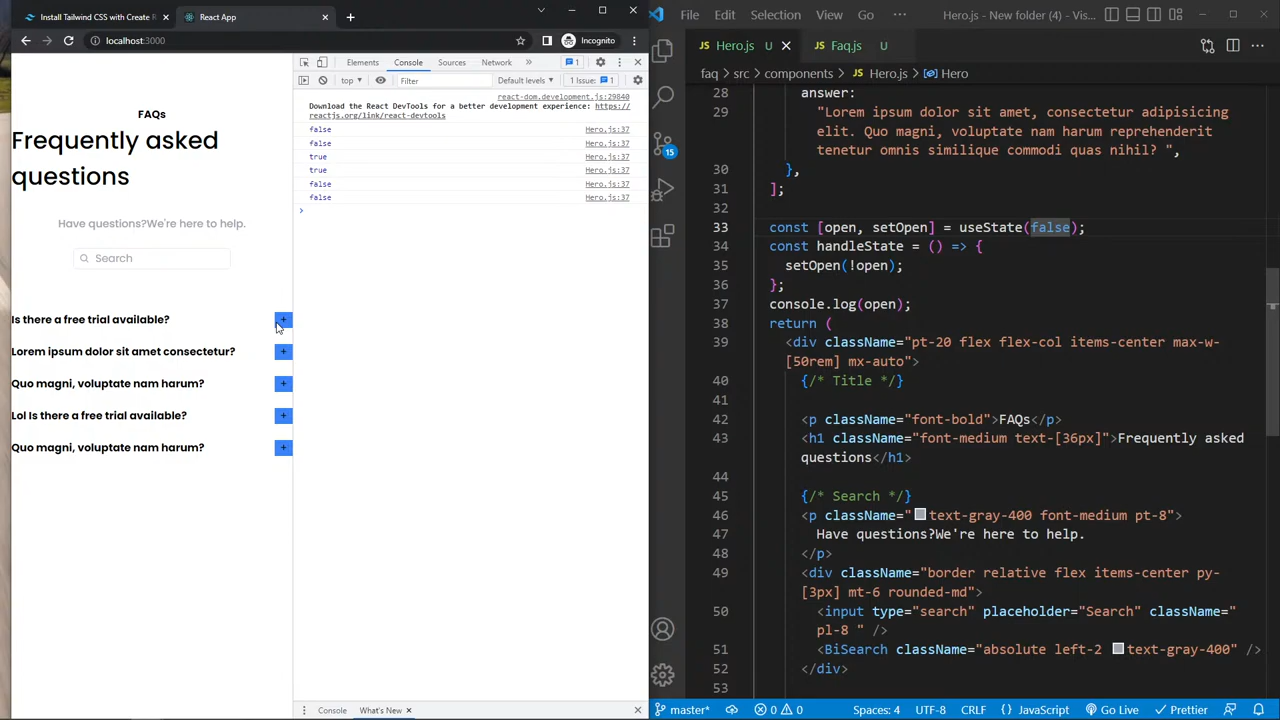 Install Tailwind CSS with Create R
React App
localhost:3000
Incognito
FAQs
Frequently asked
questions
Have questions?We're here to help.
Search
Is there a free trial available?
+
Lorem ipsum dolor sit amet consectetur?
+
Quo magni, voluptate nam harum?
+
Lol Is there a free trial available?
+
Quo magni, voluptate nam harum?
+
Elements
Console
Sources
Network
»
1
top
Filter
Default levels
1 Issue:
1
react-dom.development.js:29840
Download the React DevTools for a better development experience: https://
reactjs.org/link/react-devtools
false Hero.js:37
false Hero.js:37
true Hero.js:37
true Hero.js:37
false Hero.js:37
false Hero.js:37
>
Console
What's New
File Edit Selection View Go ··· Hero.js - New folder (4) - Vis...
Hero.js U
Faq.js U
faq > src > components > Hero.js > Hero
15
28 answer:
29 "Lorem ipsum dolor sit amet, consectetur adipisicing
elit. Quo magni, voluptate nam harum reprehenderit
tenetur omnis similique commodi quas nihil? ",
30 },
31 ];
32
33 const [open, setOpen] = useState(false);
34 const handleState = () => {
35 setOpen(!open);
36 };
37 console.log(open);
38 return (
39 <div className="pt-20 flex flex-col items-center max-w-
[50rem] mx-auto">
40 {/* Title */}
41
42 <p className="font-bold">FAQs</p>
43 <h1 className="font-medium text-[36px]">Frequently asked
questions</h1>
44
45 {/* Search */}
46 <p className="text-gray-400 font-medium pt-8">
47 Have questions?We're here to help.
48 </p>
49 <div className="border relative flex items-center py-
[3px] mt-6 rounded-md">
50 <input type="search" placeholder="Search" className="
pl-8 " />
51 <BiSearch className="absolute left-2 text-gray-400" />
52 </div>
53
master* 0 0 Spaces: 4 UTF-8 CRLF {} JavaScript Go Live Prettier